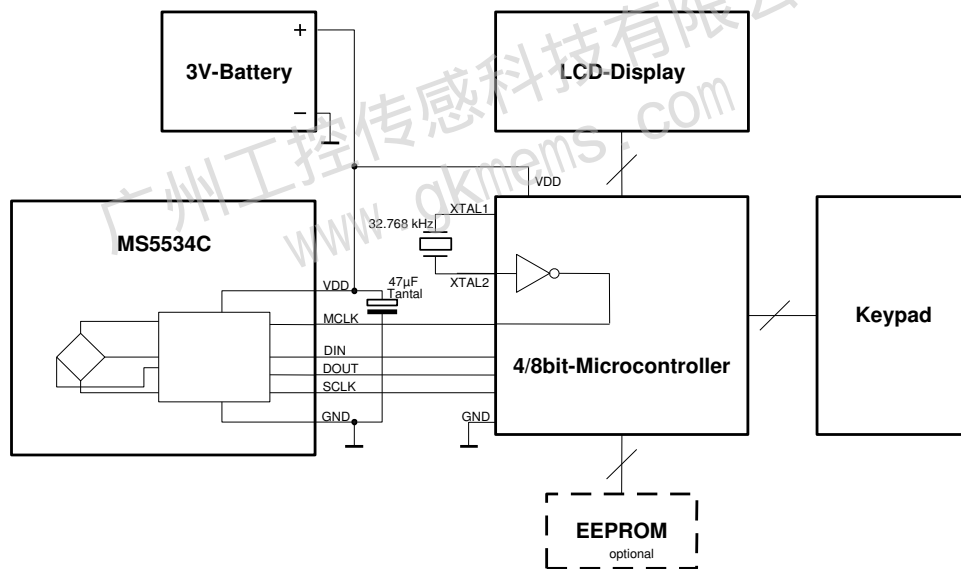 +
3V-Battery
–
LCD-Display
广州工控传感科技有限公
www.gkmems.com
VDD
XTAL1
32.768 kHz
XTAL2
MS5534C
VDD
47µF
Tantal
MCLK
DIN
DOUT
SCLK
GND
GND
4/8bit-Microcontroller
Keypad
EEPROM
optional